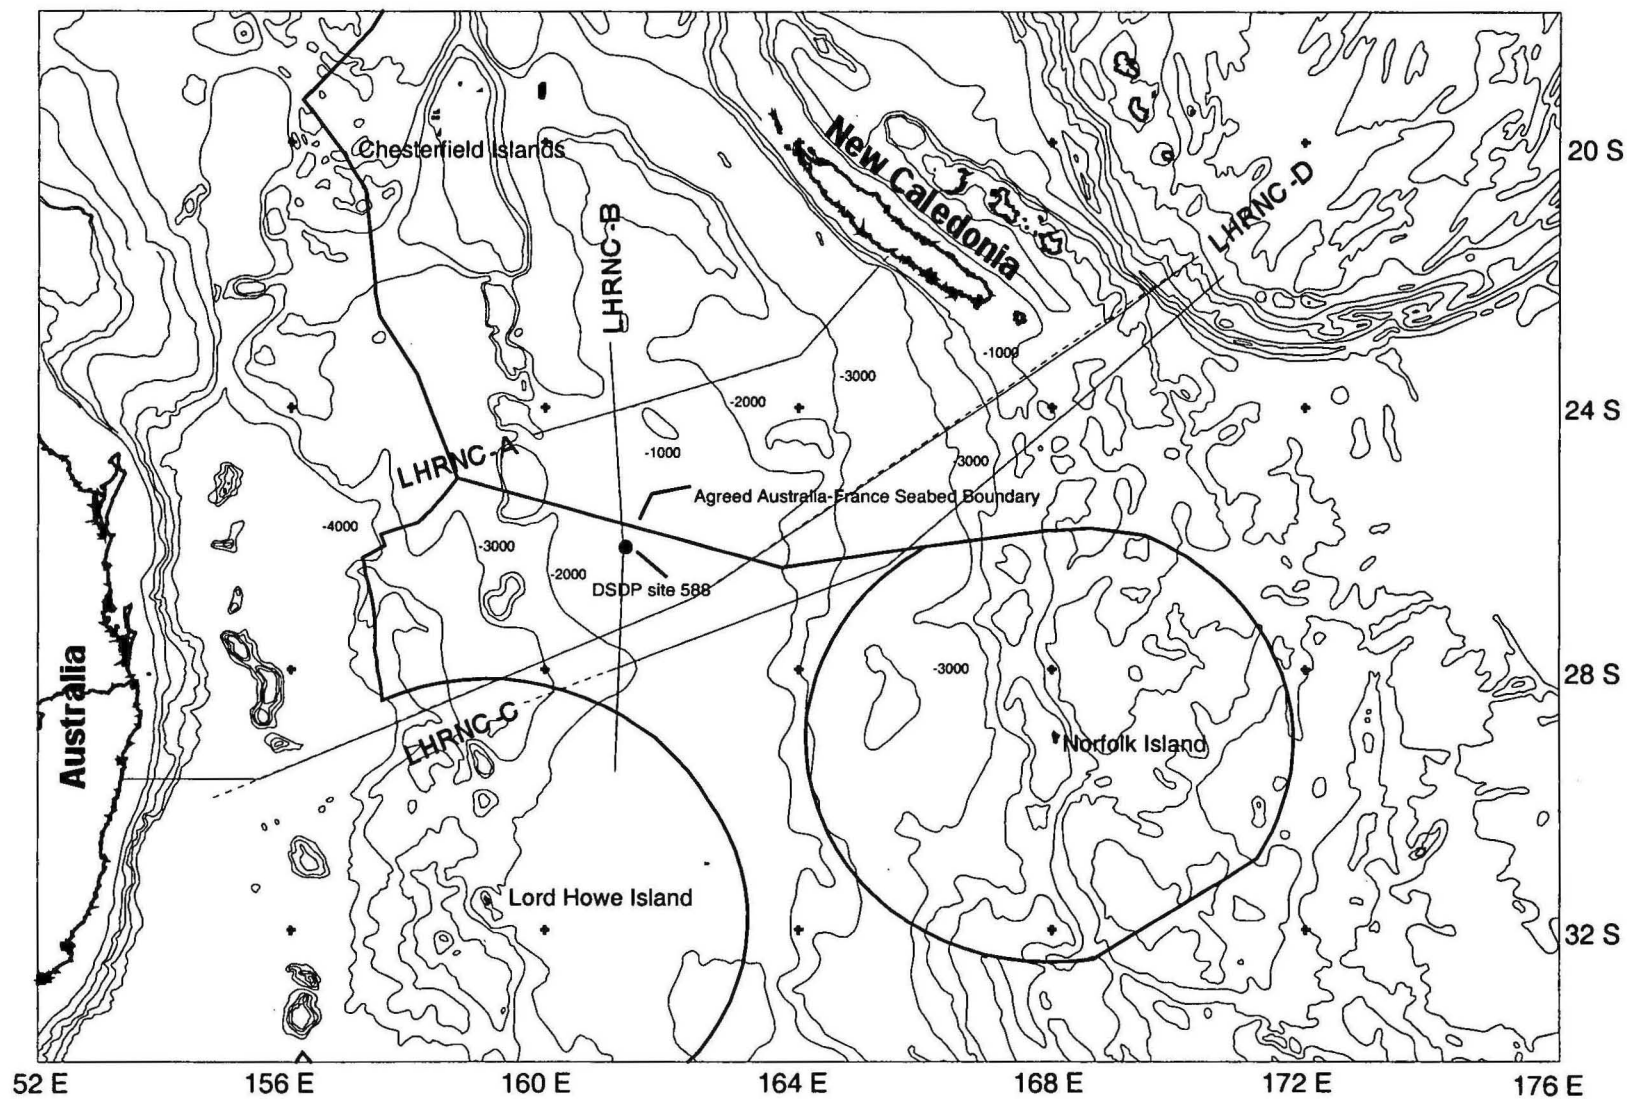 20 S
New Caledonia
LHRNC-D
Chesterfield Islands
LHRNC-B
-1000
-3000
-2000
24 S
-1000
LHRNC-A
-3000
Agreed Australia-France Seabed Boundary
-4000
-3000
-2000
DSDP site 588
28 S
-3000
Australia
LHRNC-C
Norfolk Island
Lord Howe Island
32 S
52 E
156 E
160 E
164 E
168 E
172 E
176 E